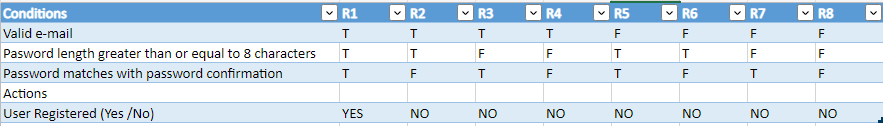 Conditions R1 R2 R3 R4 R5 R6 R7 R8
Valid e-mail T T T T F F F F
Pasword length greater than or equal to 8 characters T T F F T T F F
Password matches with password confirmation T F T F T F T F
Actions
User Registered (Yes /No) YES NO NO NO NO NO NO NO